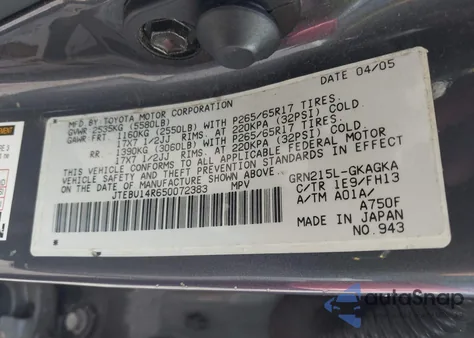 DATE 04/05
MFD.BY:TOYOTA MOTOR CORPORATION
GVWR 2535KG (5580LB)
GAWR FRT 1160KG (2550LB) WITH P265/65R17 TIRES.
17X7 1/2JJ RIMS. AT 220KPA (32PSI) COLD.
RR 1390KG (3060LB) WITH P265/65R17 TIRES.
17X7 1/2JJ RIMS. AT 220KPA (32PSI) COLD.
THIS VEHICLE CONFORMS TO ALL APPLICABLE FEDERAL MOTOR
VEHICLE SAFETY AND THEFT PREVENTION STANDARDS IN EFFECT
ON THE DATE OF MANUFACTURE SHOWN ABOVE.
JTEBU14R650072383 MPV
GRN215L-GKAGKA
C/TR 1E9/FH13
A/TM A01A/
A750F
MADE IN
JAPAN
NO.943
autoSnap